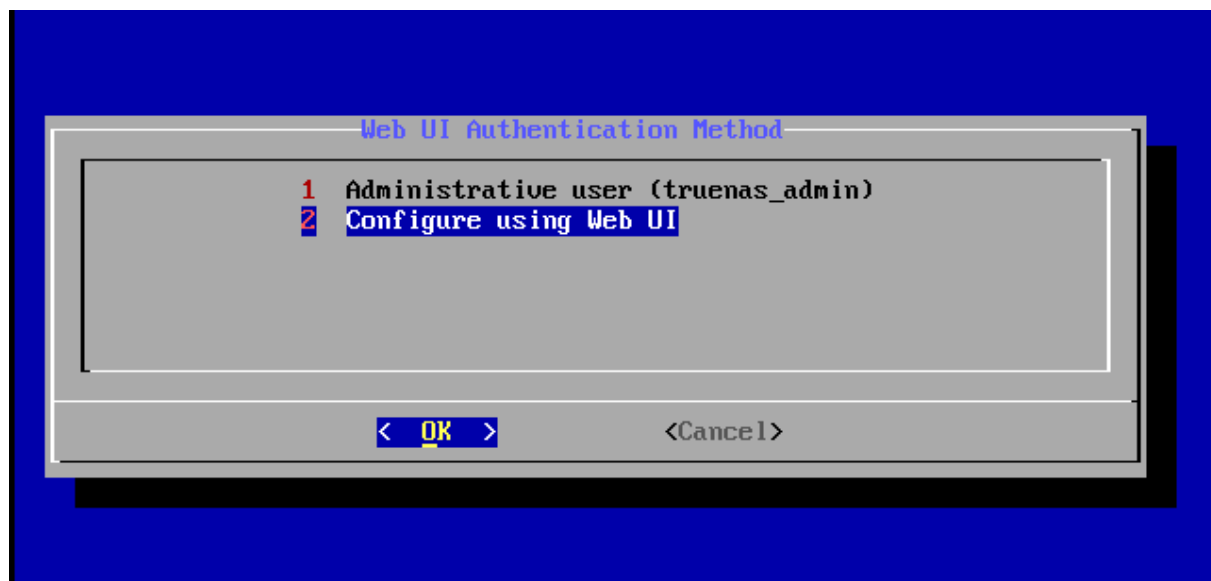 Web UI Authentication Method
1 Administrative user (truenas_admin)
2 Configure using Web UI
< OK > <Cancel>